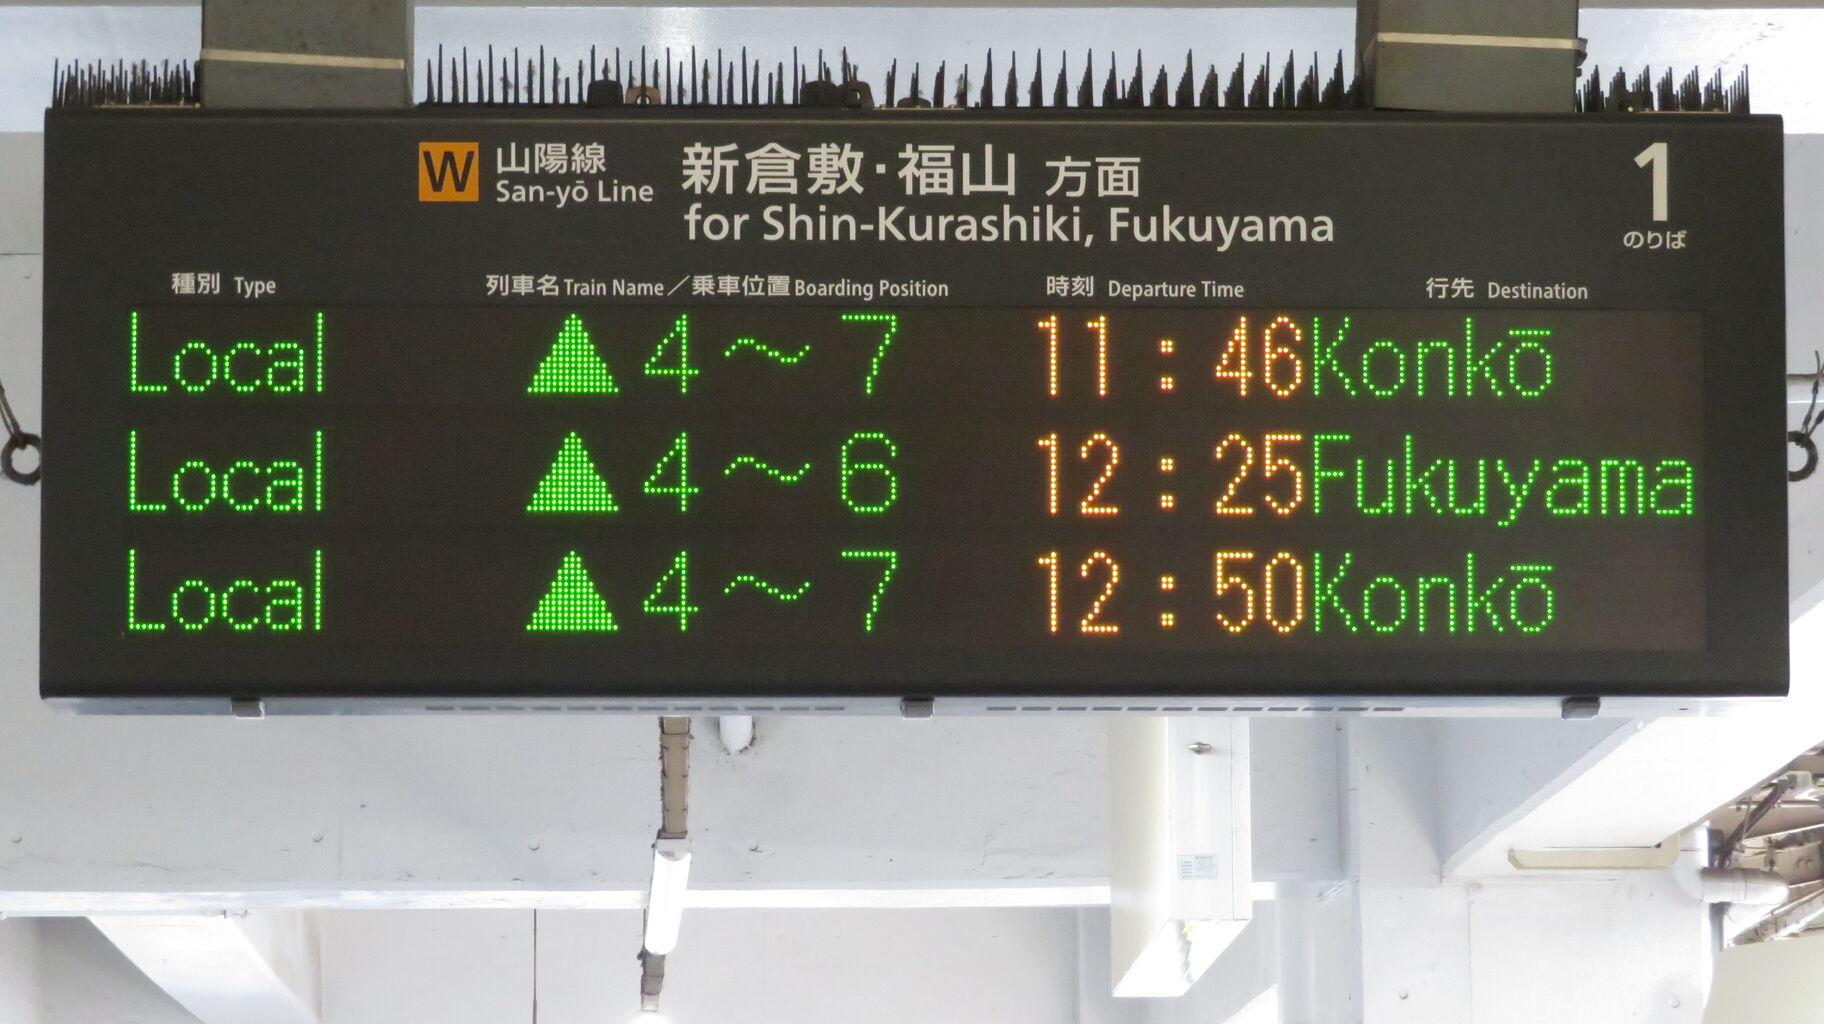 W 山陽線 新倉敷・福山 方面 1
San-yō Line for Shin-Kurashiki, Fukuyama のりば
種別 Type 列車名 Train Name／乗車位置 Boarding Position 時刻 Departure Time 行先 Destination
Local ▲ 4～7 11:46 Konkō
Local ▲ 4～6 12:25 Fukuyama
Local ▲ 4～7 12:50 Konkō